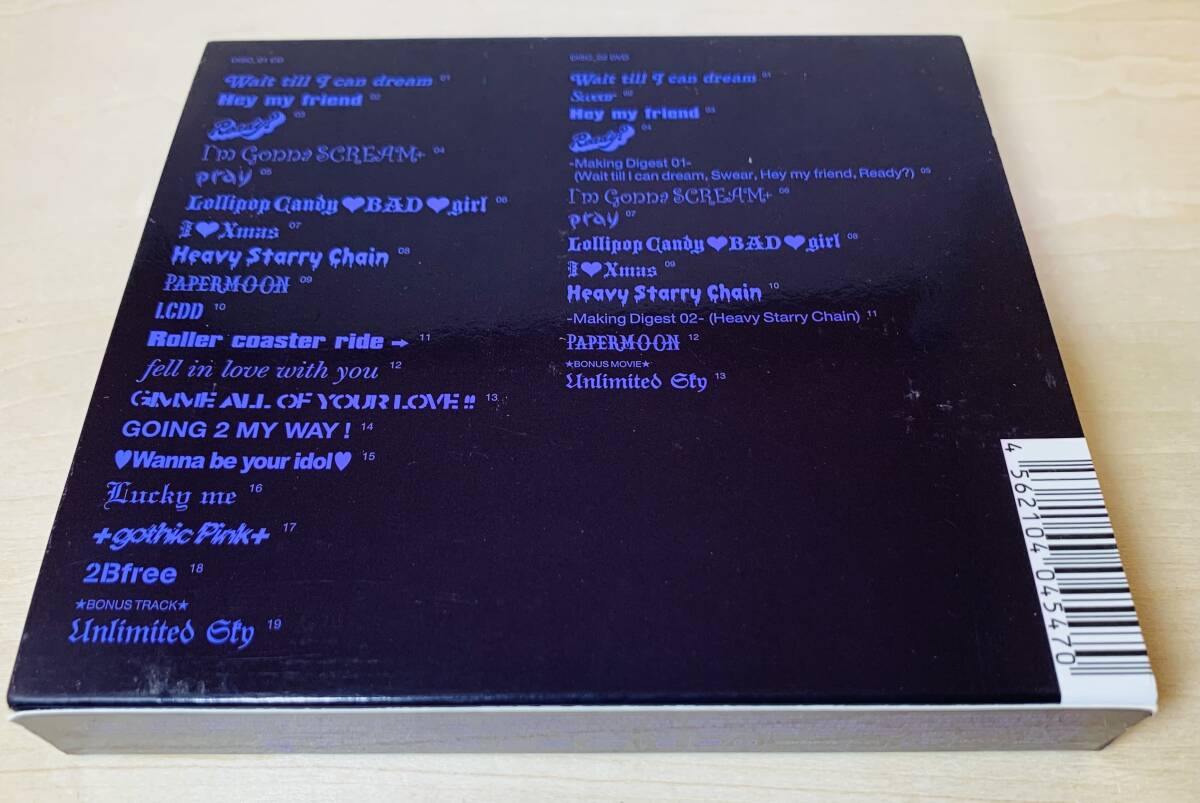 DISC_01 CD
Wait till I can dream 01
Hey my friend 02
Ready? 03
I'm Gonna SCREAM+ 04
pray 05
Lollipop Candy♥BAD♥girl 06
I♥Xmas 07
Heavy Starry Chain 08
PAPERMOON 09
LCDD 10
Roller coaster ride→ 11
fell in love with you 12
GIMME ALL OF YOUR LOVE!! 13
GOING 2 MY WAY! 14
♥Wanna be your idol♥ 15
Lucky me 16
+gothic Pink+ 17
2Bfree 18
★BONUS TRACK★
Unlimited Sky 19
DISC_02 DVD
Wait till I can dream 01
Swear 02
Hey my friend 03
Ready? 04
-Making Digest 01-
(Wait till I can dream, Swear, Hey my friend, Ready?) 05
I'm Gonna SCREAM+ 06
pray 07
Lollipop Candy♥BAD♥girl 08
I♥Xmas 09
Heavy Starry Chain 10
-Making Digest 02- (Heavy Starry Chain) 11
PAPERMOON 12
★BONUS MOVIE★
Unlimited Sky 13
4 562104 045470